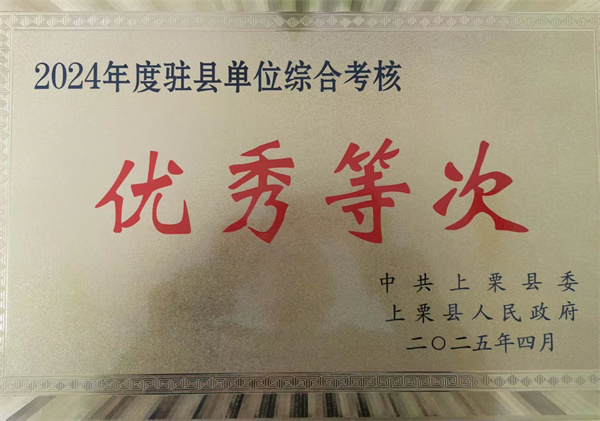 2024年度驻县单位综合考核
优秀等次
中共上栗县委
上栗县人民政府
二〇二五年四月